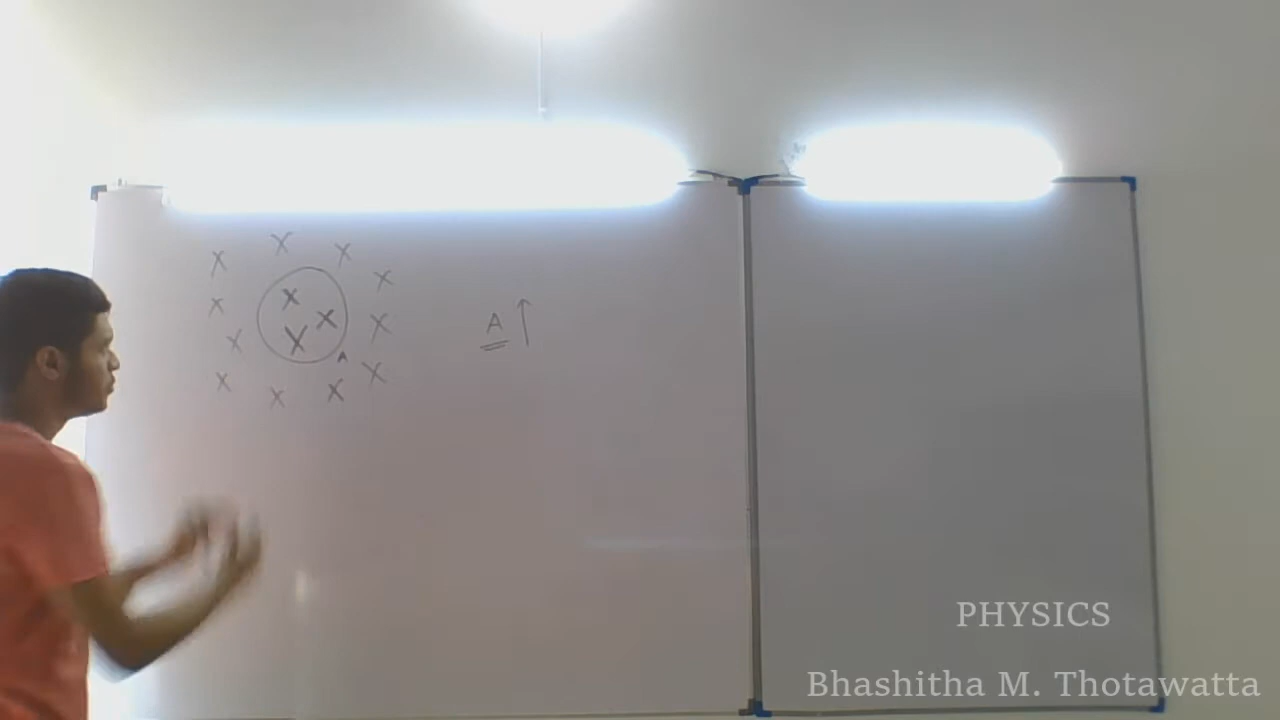 X X X
X X
X X
X X
X X
X A
X X
X X
A ↑
PHYSICS
Bhashitha M. Thotawatta